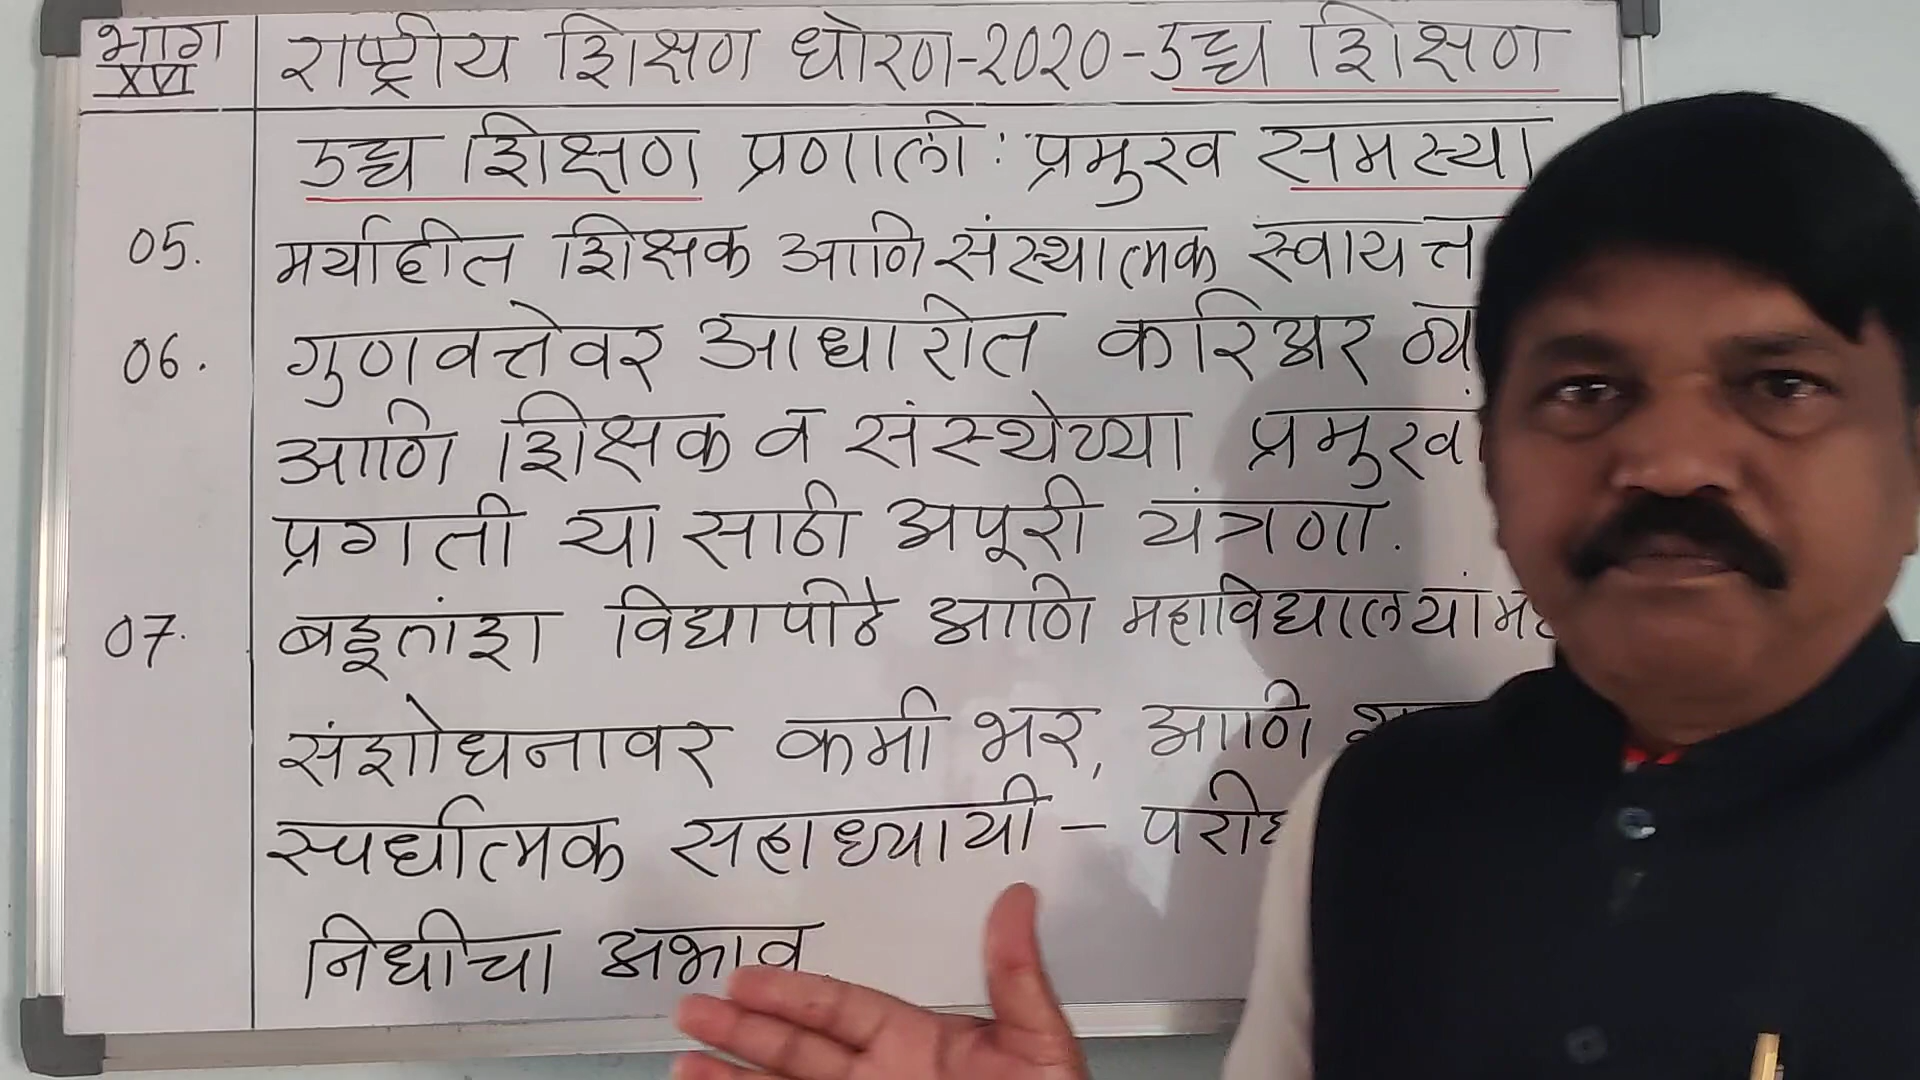 भाग XVI
राष्ट्रीय शिक्षण धोरण-२०२०-उच्च शिक्षण
उच्च शिक्षण प्रणाली : प्रमुख समस्या
05. मर्यादीत शिक्षक आणि संस्थात्मक स्वायत्त
06. गुणवत्तेवर आधारीत करिअर व्य
आणि शिक्षक व संस्थेच्या प्रमुखां
प्रगती या साठी अपूरी यंत्रणा.
07. बहूतांश विद्यापीठे आणि महाविद्यालयांम
संशोधनावर कमी भर, आणि
स्पर्धात्मक सहाध्यायी –
निधीचा अभाव